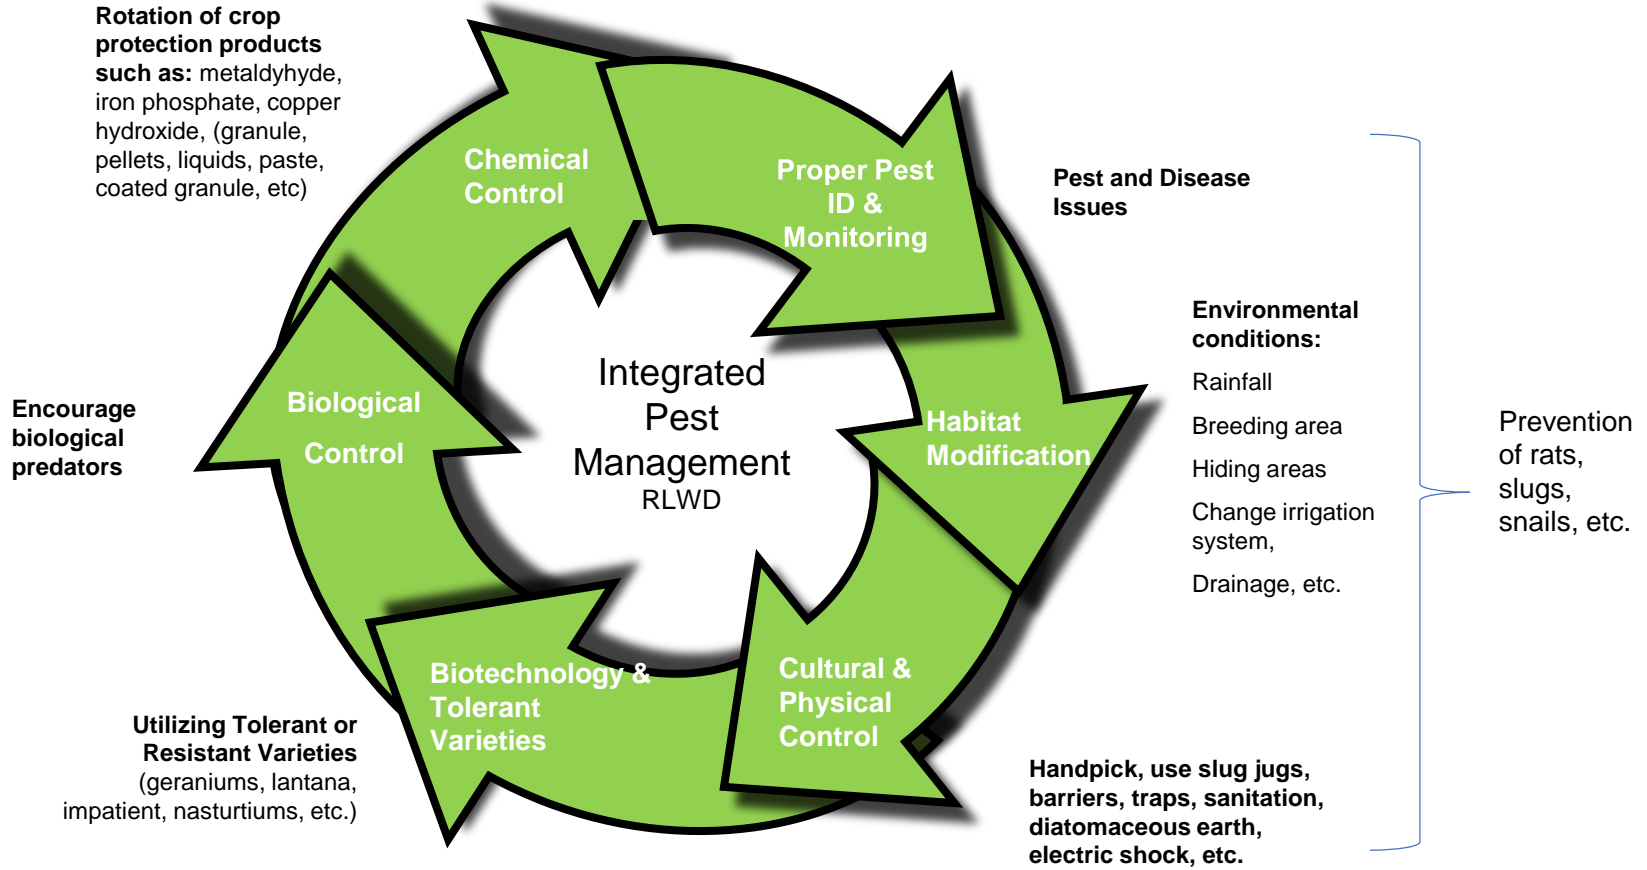 Rotation of crop
protection products
such as: metaldyhyde,
iron phosphate, copper
hydroxide, (granule,
pellets, liquids, paste,
coated granule, etc)
Chemical
Control
Proper Pest
ID &
Monitoring
Pest and Disease
Issues
Environmental
conditions:
Rainfall
Breeding area
Hiding areas
Change irrigation
system,
Drainage, etc.
Habitat
Modification
Prevention
of rats,
slugs,
snails, etc.
Integrated
Pest
Management
RLWD
Encourage
biological
predators
Biological
Control
Biotechnology &
Tolerant
Varieties
Cultural &
Physical
Control
Utilizing Tolerant or
Resistant Varieties
(geraniums, lantana,
impatient, nasturtiums, etc.)
Handpick, use slug jugs,
barriers, traps, sanitation,
diatomaceous earth,
electric shock, etc.